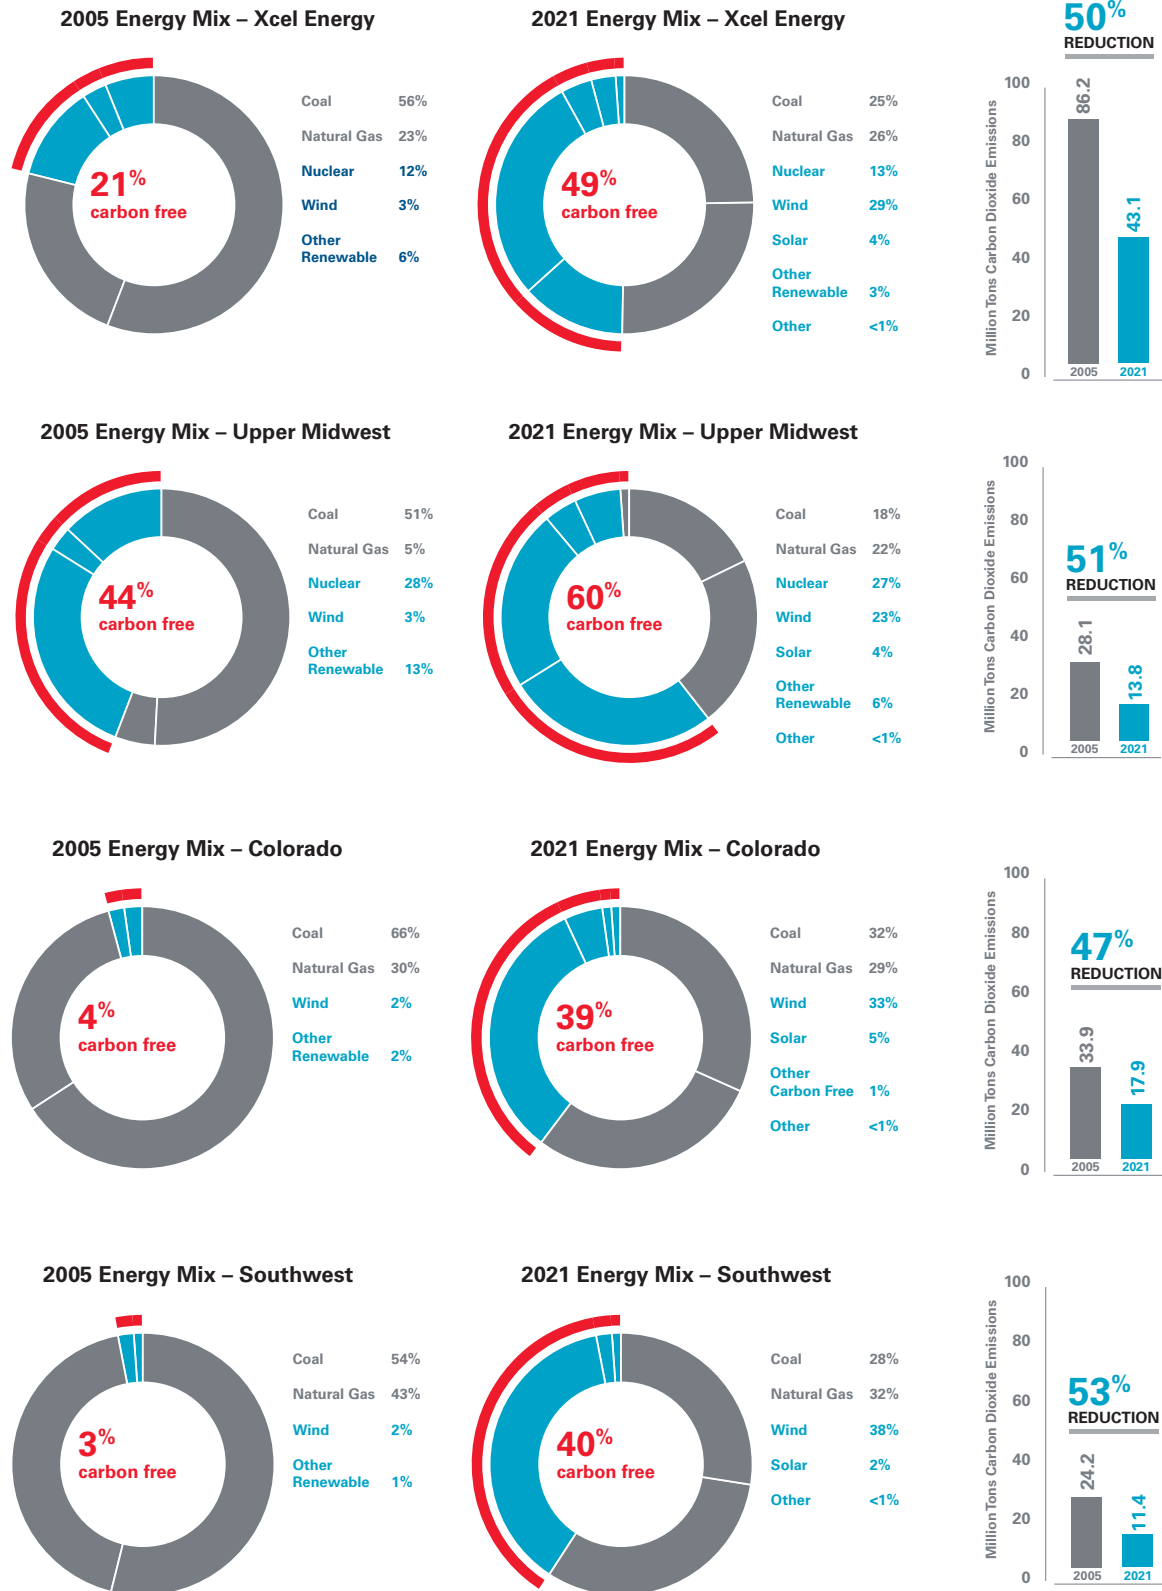 2005 Energy Mix – Xcel Energy
21%
carbon free
Coal 56%
Natural Gas 23%
Nuclear 12%
Wind 3%
Other
Renewable 6%
2021 Energy Mix – Xcel Energy
49%
carbon free
Coal 25%
Natural Gas 26%
Nuclear 13%
Wind 29%
Solar 4%
Other
Renewable 3%
Other <1%
50%
REDUCTION
Million Tons Carbon Dioxide Emissions
100
80
60
40
20
0
86.2
43.1
2005 2021
2005 Energy Mix – Upper Midwest
44%
carbon free
Coal 51%
Natural Gas 5%
Nuclear 28%
Wind 3%
Other
Renewable 13%
2021 Energy Mix – Upper Midwest
60%
carbon free
Coal 18%
Natural Gas 22%
Nuclear 27%
Wind 23%
Solar 4%
Other
Renewable 6%
Other <1%
51%
REDUCTION
Million Tons Carbon Dioxide Emissions
100
80
60
40
20
0
28.1
13.8
2005 2021
2005 Energy Mix – Colorado
4%
carbon free
Coal 66%
Natural Gas 30%
Wind 2%
Other
Renewable 2%
2021 Energy Mix – Colorado
39%
carbon free
Coal 32%
Natural Gas 29%
Wind 33%
Solar 5%
Other
Carbon Free 1%
Other <1%
47%
REDUCTION
Million Tons Carbon Dioxide Emissions
100
80
60
40
20
0
33.9
17.9
2005 2021
2005 Energy Mix – Southwest
3%
carbon free
Coal 54%
Natural Gas 43%
Wind 2%
Other
Renewable 1%
2021 Energy Mix – Southwest
40%
carbon free
Coal 28%
Natural Gas 32%
Wind 38%
Solar 2%
Other <1%
53%
REDUCTION
Million Tons Carbon Dioxide Emissions
100
80
60
40
20
0
24.2
11.4
2005 2021